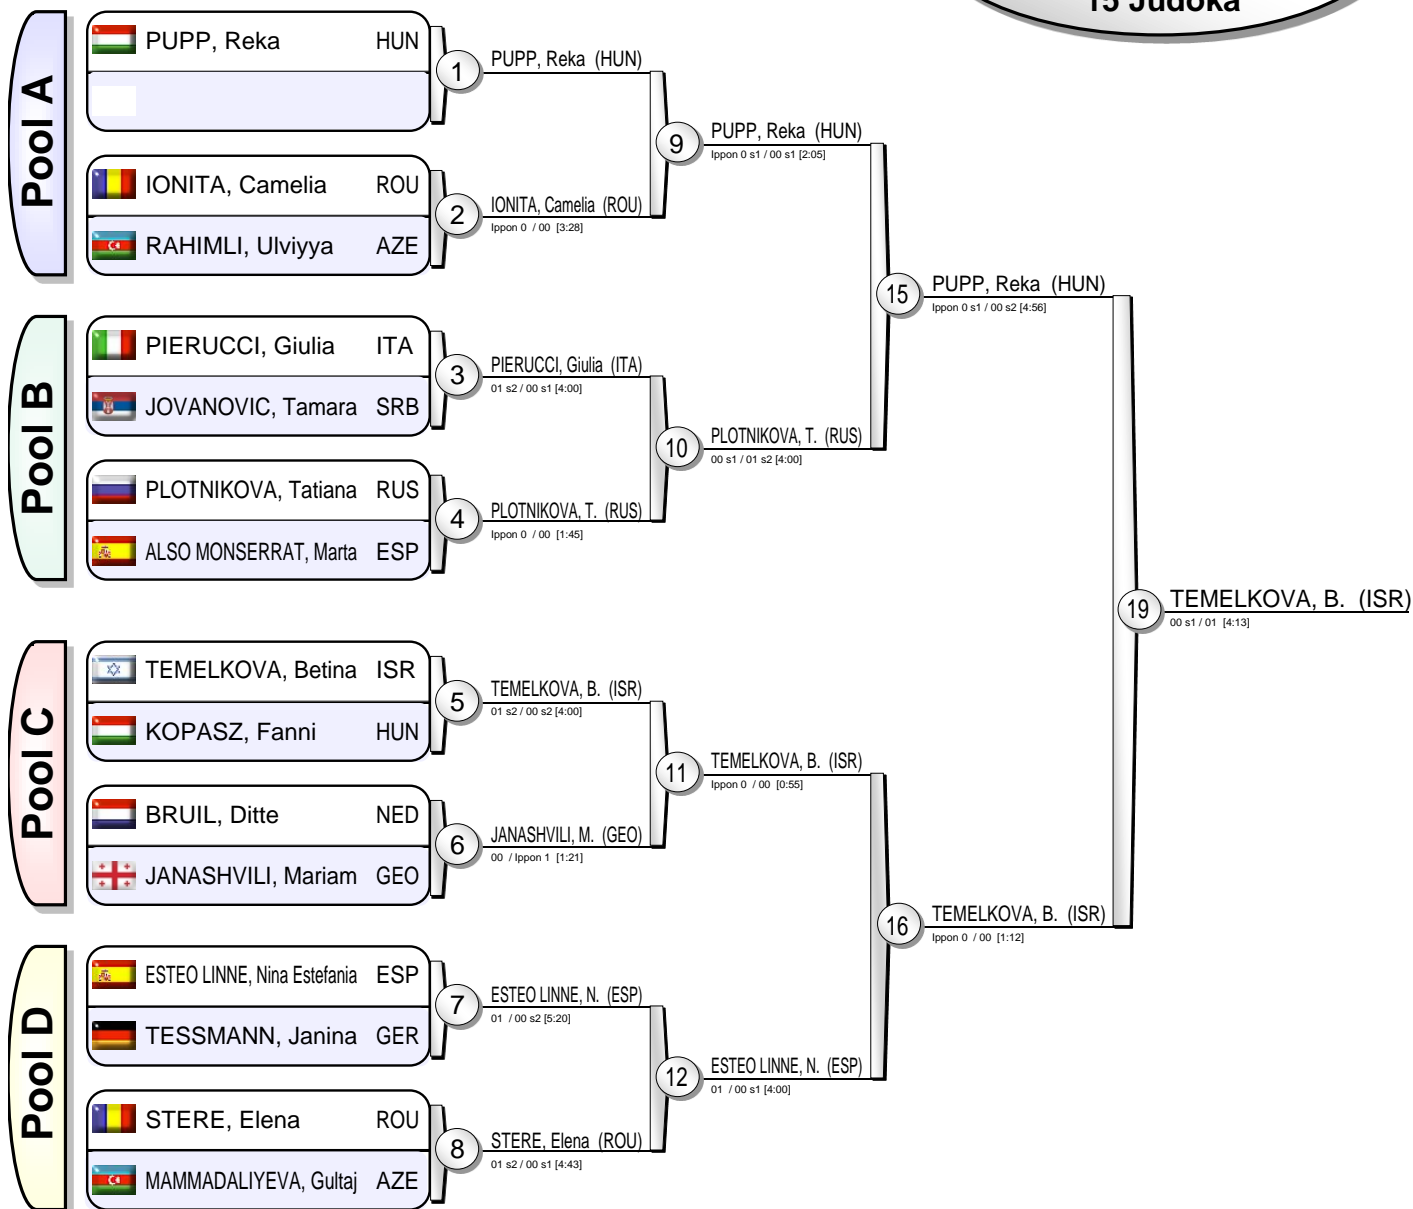 15 Judoka
Pool A
PUPP, Reka HUN
IONITA, Camelia ROU
RAHIMLI, Ulviyya AZE
Pool B
PIERUCCI, Giulia ITA
JOVANOVIC, Tamara SRB
PLOTNIKOVA, Tatiana RUS
ALSO MONSERRAT, Marta ESP
Pool C
TEMELKOVA, Betina ISR
KOPASZ, Fanni HUN
BRUIL, Ditte NED
JANASHVILI, Mariam GEO
Pool D
ESTEO LINNE, Nina Estefania ESP
TESSMANN, Janina GER
STERE, Elena ROU
MAMMADALIYEVA, Gultaj AZE
1
PUPP, Reka (HUN)
2
IONITA, Camelia (ROU)
Ippon 0 / 00 [3:28]
3
PIERUCCI, Giulia (ITA)
01 s2 / 00 s1 [4:00]
4
PLOTNIKOVA, T. (RUS)
Ippon 0 / 00 [1:45]
5
TEMELKOVA, B. (ISR)
01 s2 / 00 s2 [4:00]
6
JANASHVILI, M. (GEO)
00 / Ippon 1 [1:21]
7
ESTEO LINNE, N. (ESP)
01 / 00 s2 [5:20]
8
STERE, Elena (ROU)
01 s2 / 00 s1 [4:43]
9
PUPP, Reka (HUN)
Ippon 0 s1 / 00 s1 [2:05]
10
PLOTNIKOVA, T. (RUS)
00 s1 / 01 s2 [4:00]
11
TEMELKOVA, B. (ISR)
Ippon 0 / 00 [0:55]
12
ESTEO LINNE, N. (ESP)
01 / 00 s1 [4:00]
15
PUPP, Reka (HUN)
Ippon 0 s1 / 00 s2 [4:56]
16
TEMELKOVA, B. (ISR)
Ippon 0 / 00 [1:12]
19
TEMELKOVA, B. (ISR)
00 s1 / 01 [4:13]